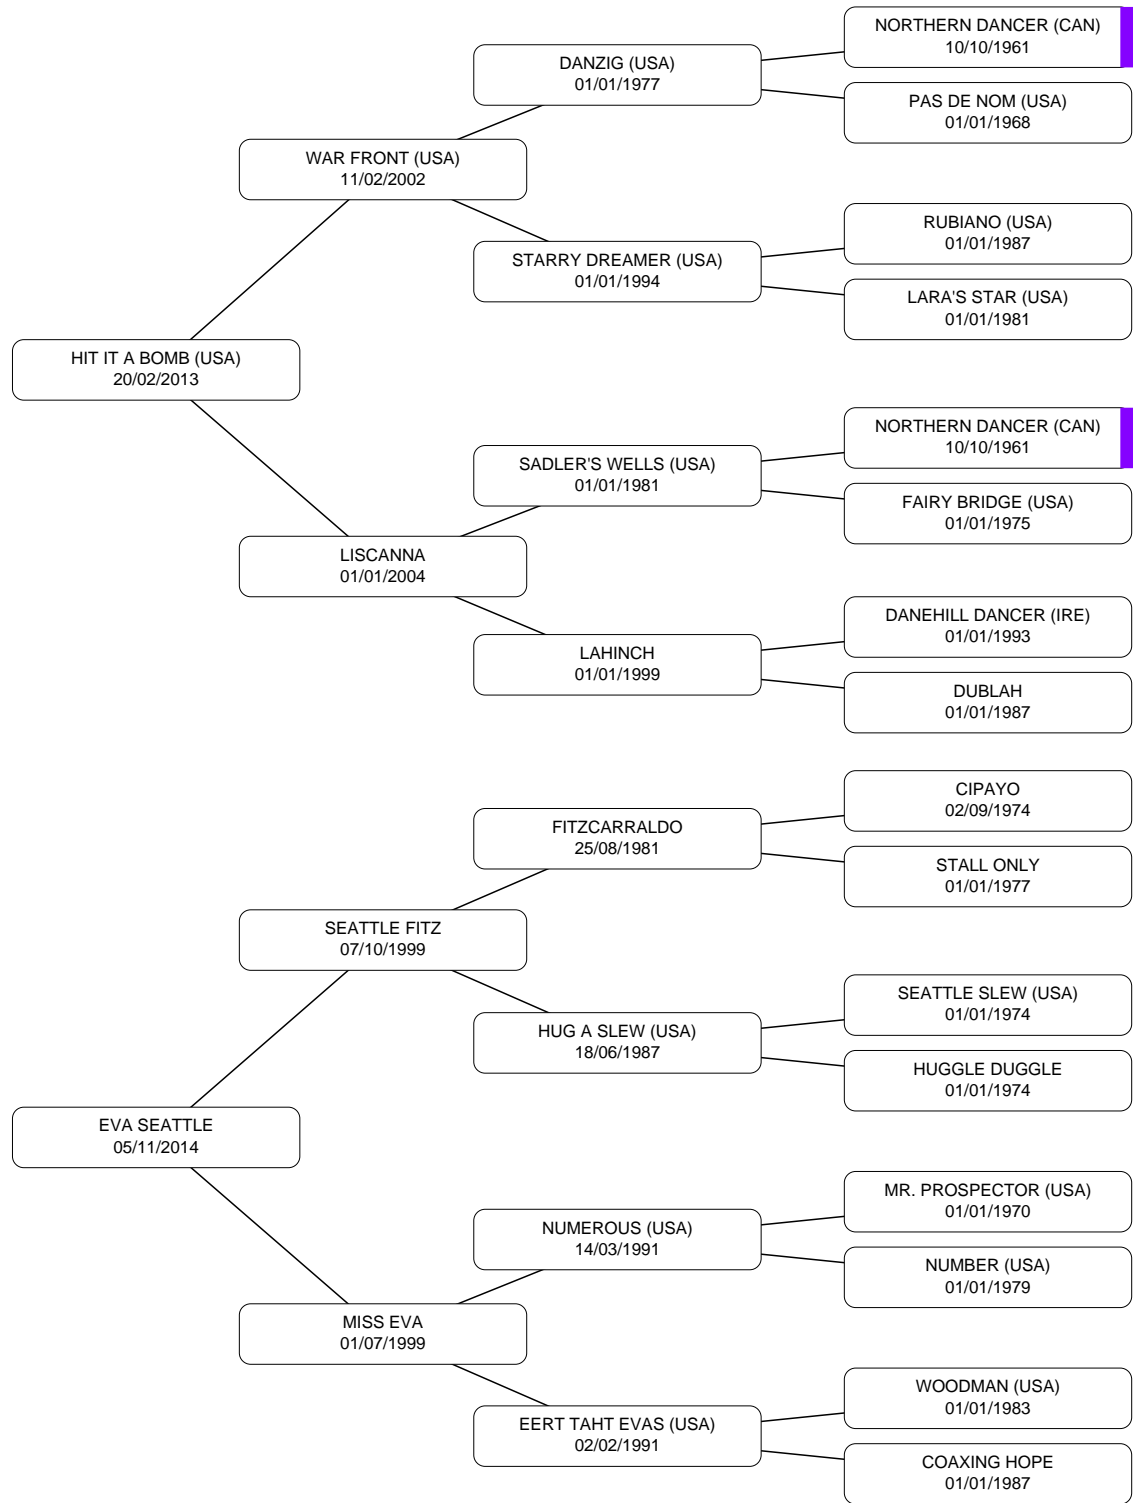 NORTHERN DANCER (CAN)
10/10/1961
DANZIG (USA)
01/01/1977
PAS DE NOM (USA)
01/01/1968
WAR FRONT (USA)
11/02/2002
RUBIANO (USA)
01/01/1987
STARRY DREAMER (USA)
01/01/1994
LARA'S STAR (USA)
01/01/1981
HIT IT A BOMB (USA)
20/02/2013
NORTHERN DANCER (CAN)
10/10/1961
SADLER'S WELLS (USA)
01/01/1981
FAIRY BRIDGE (USA)
01/01/1975
LISCANNA
01/01/2004
DANEHILL DANCER (IRE)
01/01/1993
LAHINCH
01/01/1999
DUBLAH
01/01/1987
CIPAYO
02/09/1974
FITZCARRALDO
25/08/1981
STALL ONLY
01/01/1977
SEATTLE FITZ
07/10/1999
SEATTLE SLEW (USA)
01/01/1974
HUG A SLEW (USA)
18/06/1987
HUGGLE DUGGLE
01/01/1974
EVA SEATTLE
05/11/2014
MR. PROSPECTOR (USA)
01/01/1970
NUMEROUS (USA)
14/03/1991
NUMBER (USA)
01/01/1979
MISS EVA
01/07/1999
WOODMAN (USA)
01/01/1983
EERT TAHT EVAS (USA)
02/02/1991
COAXING HOPE
01/01/1987